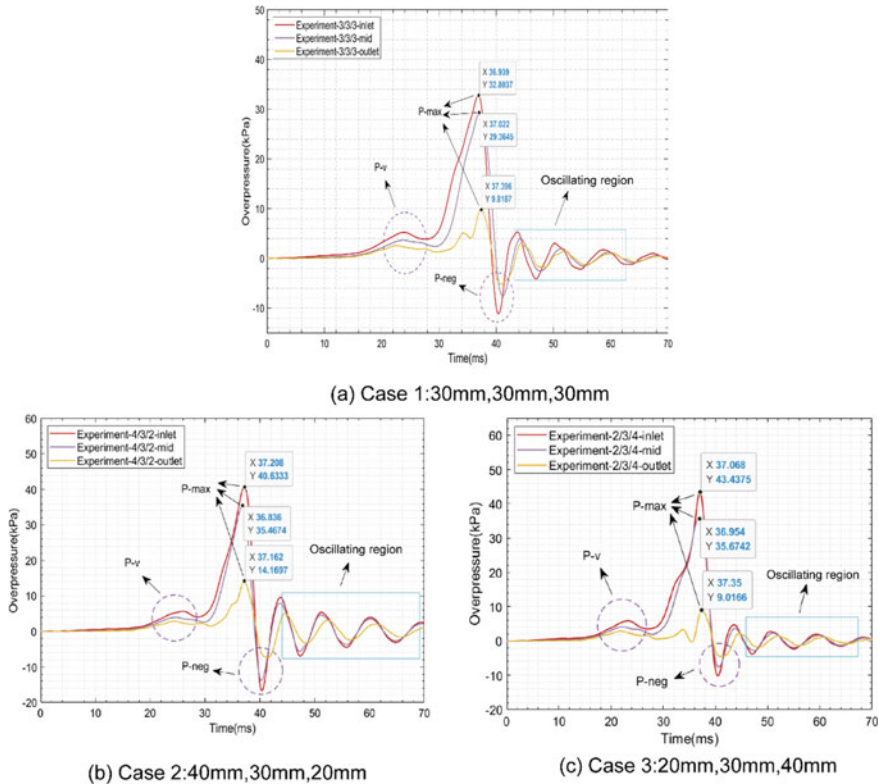 Experiment-3/3/3-inlet
Experiment-3/3/3-mid
Experiment-3/3/3-outlet
X 36.939
Y 32.8037
P-max
X 37.022
Y 29.3645
P-v
X 37.396
Y 9.8187
Oscillating region
P-neg
Overpressure(kPa)
50
40
30
20
10
0
-10
0
10
20
30
40
50
60
70
Time(ms)
(a) Case 1:30mm,30mm,30mm
Experiment-4/3/2-inlet
Experiment-4/3/2-mid
Experiment-4/3/2-outlet
X 37.208
Y 40.6333
P-max
X 36.836
Y 35.4674
X 37.162
Y 14.1697
Oscillating region
P-v
P-neg
Overpressure(kPa)
60
50
40
30
20
10
0
-10
-20
0
10
20
30
40
50
60
70
Time(ms)
(b) Case 2:40mm,30mm,20mm
Experiment-2/3/4-inlet
Experiment-2/3/4-mid
Experiment-2/3/4-outlet
X 37.068
Y 43.4375
P-max
X 36.954
Y 35.6742
X 37.35
Y 9.0166
P-v
Oscillating region
P-neg
Overpressure(kPa)
60
50
40
30
20
10
0
-10
-20
0
10
20
30
40
50
60
70
Time(ms)
(c) Case 3:20mm,30mm,40mm